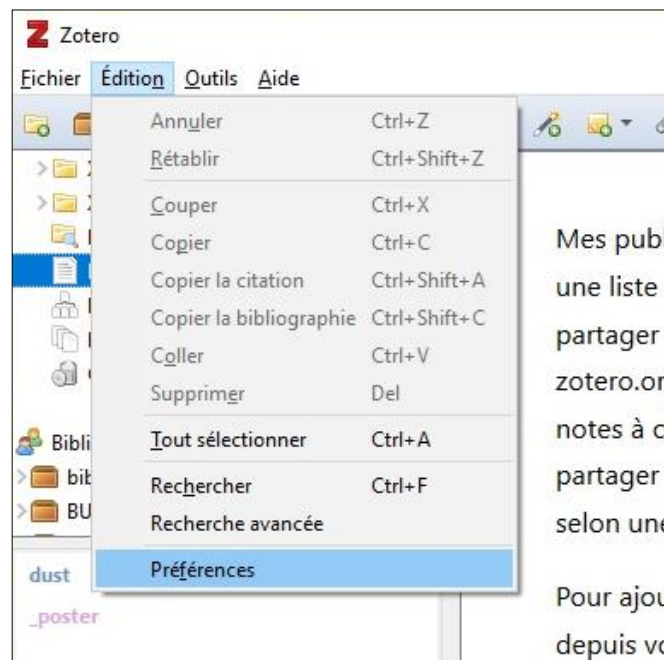 Zotero
Fichier Édition Outils Aide
Annuler Ctrl+Z
Rétablir Ctrl+Shift+Z
Couper Ctrl+X
Copier Ctrl+C
Copier la citation Ctrl+Shift+A
Copier la bibliographie Ctrl+Shift+C
Coller Ctrl+V
Supprimer Del
Tout sélectionner Ctrl+A
Rechercher Ctrl+F
Recherche avancée
Préférences
Bibli
bib
BU
dust
_poster
Mes publ
une liste
partager
zotero.or
notes à c
partager
selon une
Pour ajou
depuis vo